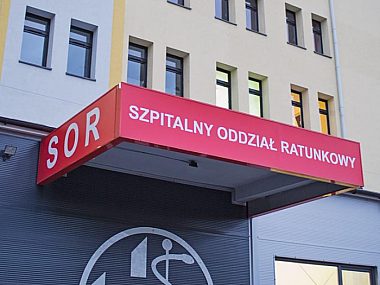 SOR
SZPITALNY ODDZIAŁ RATUNKOWY